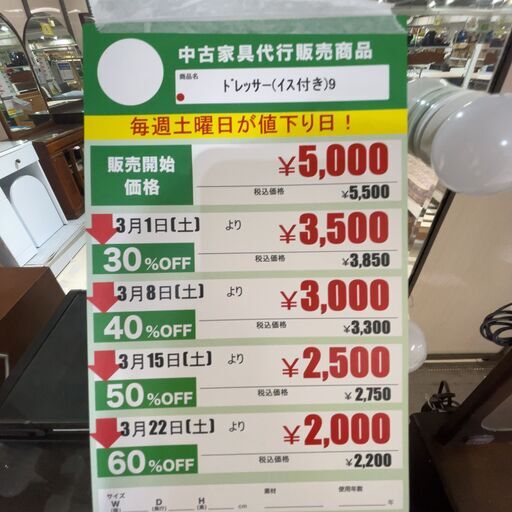 中古家具代行販売商品
商品名
ドレッサー(イス付き)9
毎週土曜日が値下り日！
販売開始
価格
¥5,000
税込価格 ¥5,500
3月1日(土) より ¥3,500
30%OFF 税込価格 ¥3,850
3月8日(土) より ¥3,000
40%OFF 税込価格 ¥3,300
3月15日(土) より ¥2,500
50%OFF 税込価格 ¥2,750
3月22日(土) より ¥2,000
60%OFF 税込価格 ¥2,200
サイズ 素材 使用年数
W(幅) D(奥行) H(高) cm 年